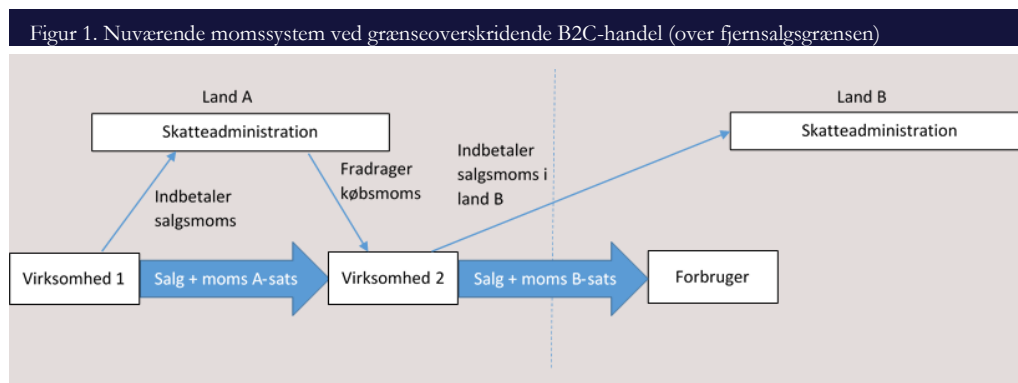 Figur 1. Nuværende momssystem ved grænseoverskridende B2C-handel (over fjernsalgsgrænsen)
Land A
Skatteadministration
Land B
Skatteadministration
Indbetaler
salgsmoms
Fradrager
købsmoms
Indbetaler
salgsmoms i
land B
Virksomhed 1
Salg + moms A-sats
Virksomhed 2
Salg + moms B-sats
Forbruger